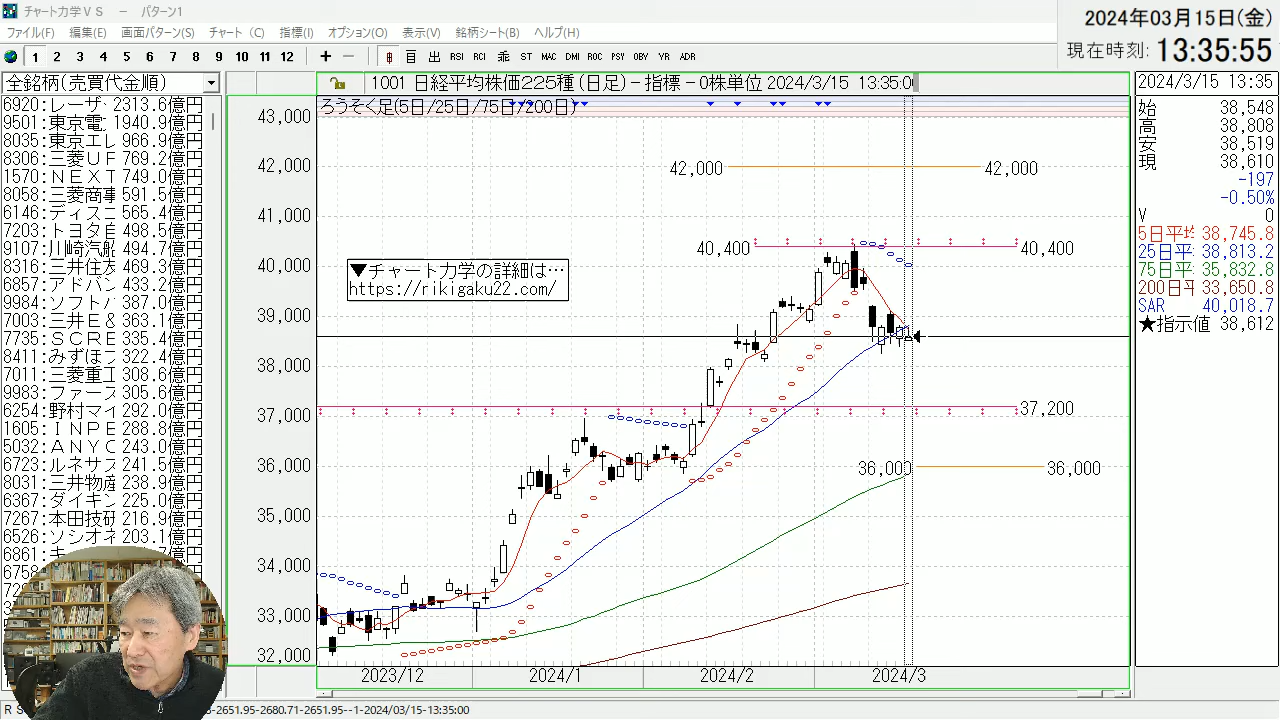 チャート力学ＶＳ － パターン1
ファイル(F) 編集(E) 画面パターン(S) チャート (C) 指標(I) オプション(O) 表示(V) 銘柄シート(B) ヘルプ(H)
2024年03月15日(金)
現在時刻: 13:35:55
1 2 3 4 5 6 7 8 9 10 11 12 + － 日 出 RSI RCI 乖 ST MAC DMI ROC PSY OBV YR ADR
全銘柄(売買代金順)
1001 日経平均株価225種 (日足)－指標－0株単位 2024/3/15 13:35:00
2024/3/15 13:35
6920:レーザ 2313.6億円
9501:東京電 1840.9億円
8035:東京エレ 966.9億円
8306:三菱ＵＦ 769.2億円
1570:ＮＥＸＴ 749.0億円
8058:三菱商事 591.5億円
6146:ディスコ 565.4億円
7203:トヨタ自 498.5億円
9107:川崎汽船 494.7億円
8316:三井住友 468.3億円
6857:アドバン 433.2億円
9984:ソフトバ 387.0億円
7003:三井Ｅ＆ 363.1億円
7735:ＳＣＲＥ 335.4億円
8411:みずほフ 322.4億円
7011:三菱重工 308.6億円
9983:ファース 305.6億円
6254:野村マイ 292.0億円
1605:ＩＮＰＥ 288.8億円
5032:ＡＮＹＣ 243.0億円
6723:ルネサス 241.5億円
8031:三井物産 238.9億円
6367:ダイキン 225.0億円
7267:本田技研 216.9億円
6526:ソシオネ 203.1億円
6861:キ 億円
ろうそく足(5日/25日/75日/200日)
43,000
42,000
41,000
40,000
39,000
38,000
37,000
36,000
35,000
34,000
33,000
32,000
42,000 42,000
40,400 40,400
▼チャート力学の詳細は…
https://rikigaku22.com/
37,200
36,000 36,000
2023/12 2024/1 2024/2 2024/3
始 38,548
高 38,808
安 38,519
現 38,610
-197
-0.50%
V 0
5日平均 38,745.8
25日平 38,813.2
75日平 35,832.8
200日平 33,650.8
SAR 40,018.7
★指示値 38,612
-2651.95-2680.71-2651.95--1-2024/03/15-13:35:00